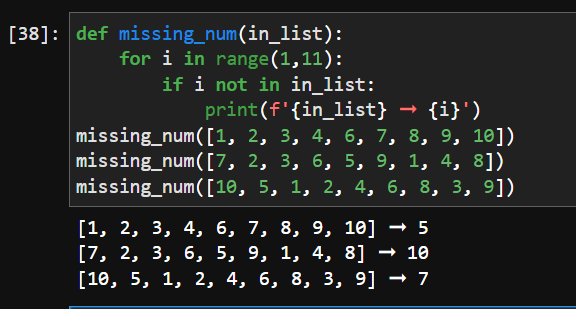 [38]: def missing_num(in_list):
    for i in range(1,11):
        if i not in in_list:
            print(f'{in_list} → {i}')
missing_num([1, 2, 3, 4, 6, 7, 8, 9, 10])
missing_num([7, 2, 3, 6, 5, 9, 1, 4, 8])
missing_num([10, 5, 1, 2, 4, 6, 8, 3, 9])
[1, 2, 3, 4, 6, 7, 8, 9, 10] → 5
[7, 2, 3, 6, 5, 9, 1, 4, 8] → 10
[10, 5, 1, 2, 4, 6, 8, 3, 9] → 7